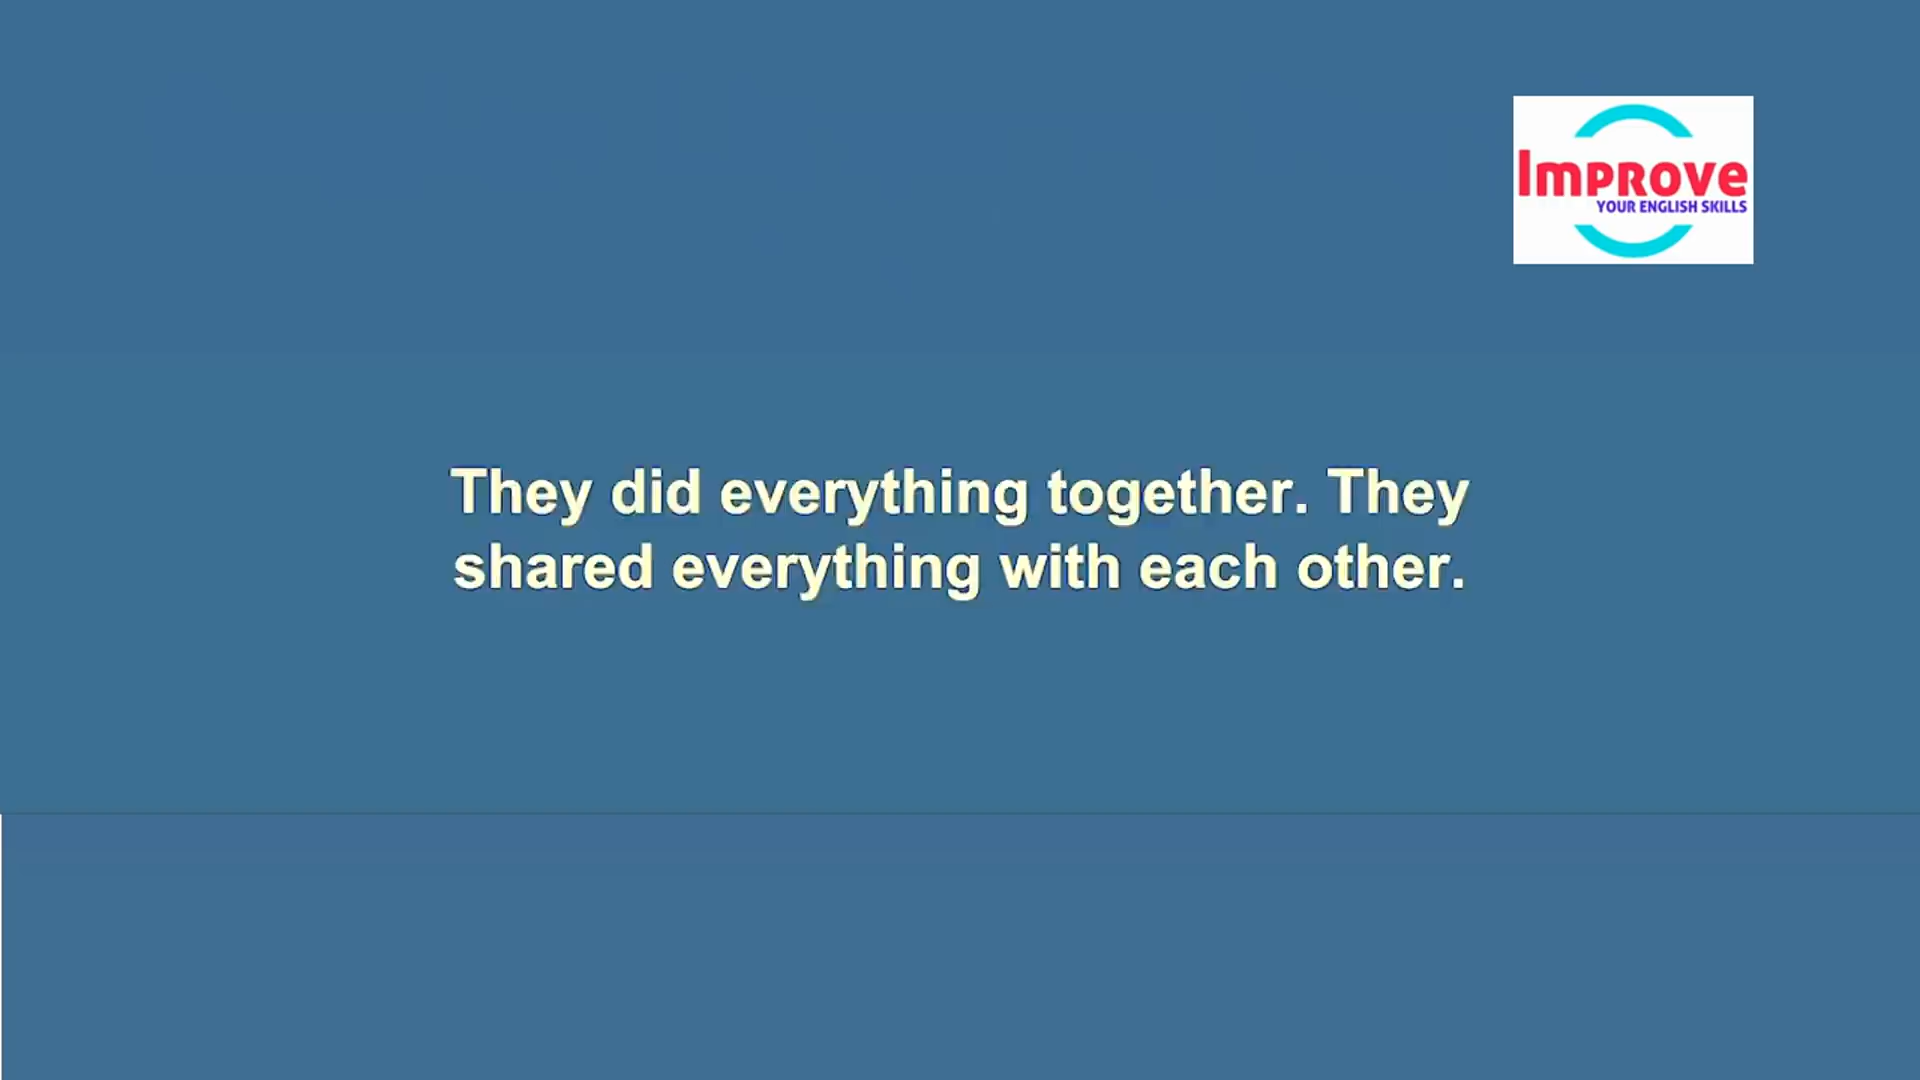 Improve
YOUR ENGLISH SKILLS
They did everything together. They
shared everything with each other.